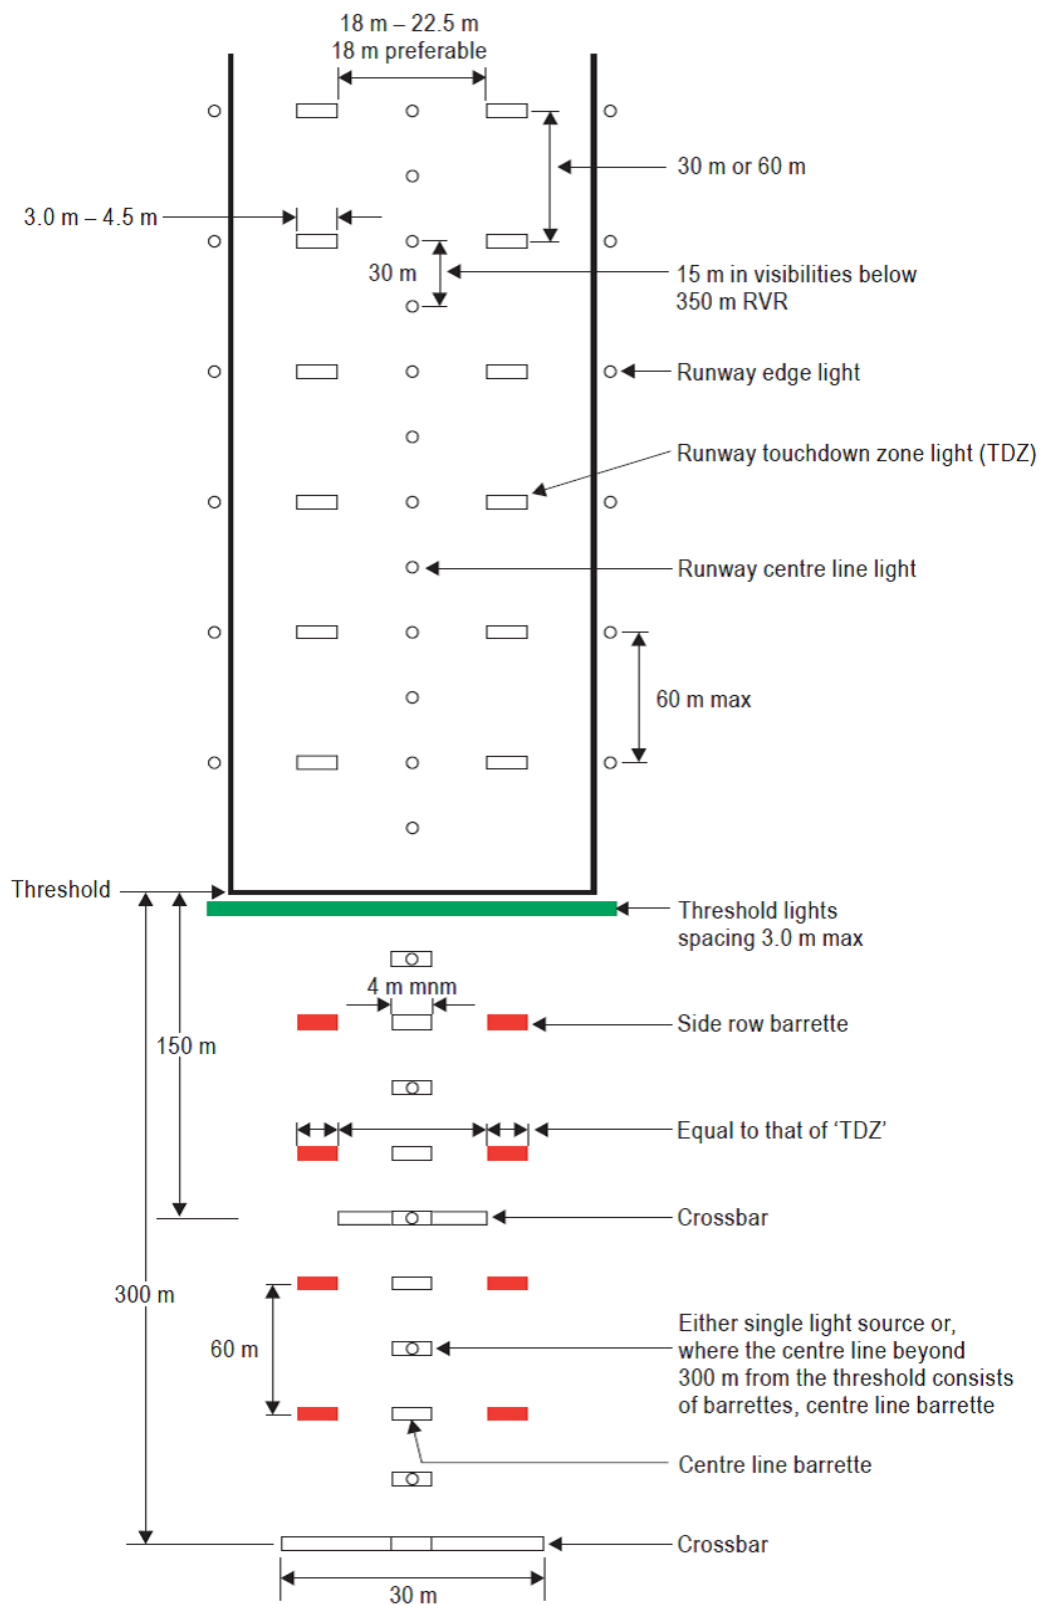 18 m – 22.5 m
18 m preferable
30 m or 60 m
3.0 m – 4.5 m
30 m
15 m in visibilities below
350 m RVR
Runway edge light
Runway touchdown zone light (TDZ)
Runway centre line light
60 m max
Threshold
Threshold lights
spacing 3.0 m max
4 m mnm
Side row barrette
150 m
Equal to that of ‘TDZ’
Crossbar
300 m
60 m
Either single light source or,
where the centre line beyond
300 m from the threshold consists
of barrettes, centre line barrette
Centre line barrette
Crossbar
30 m